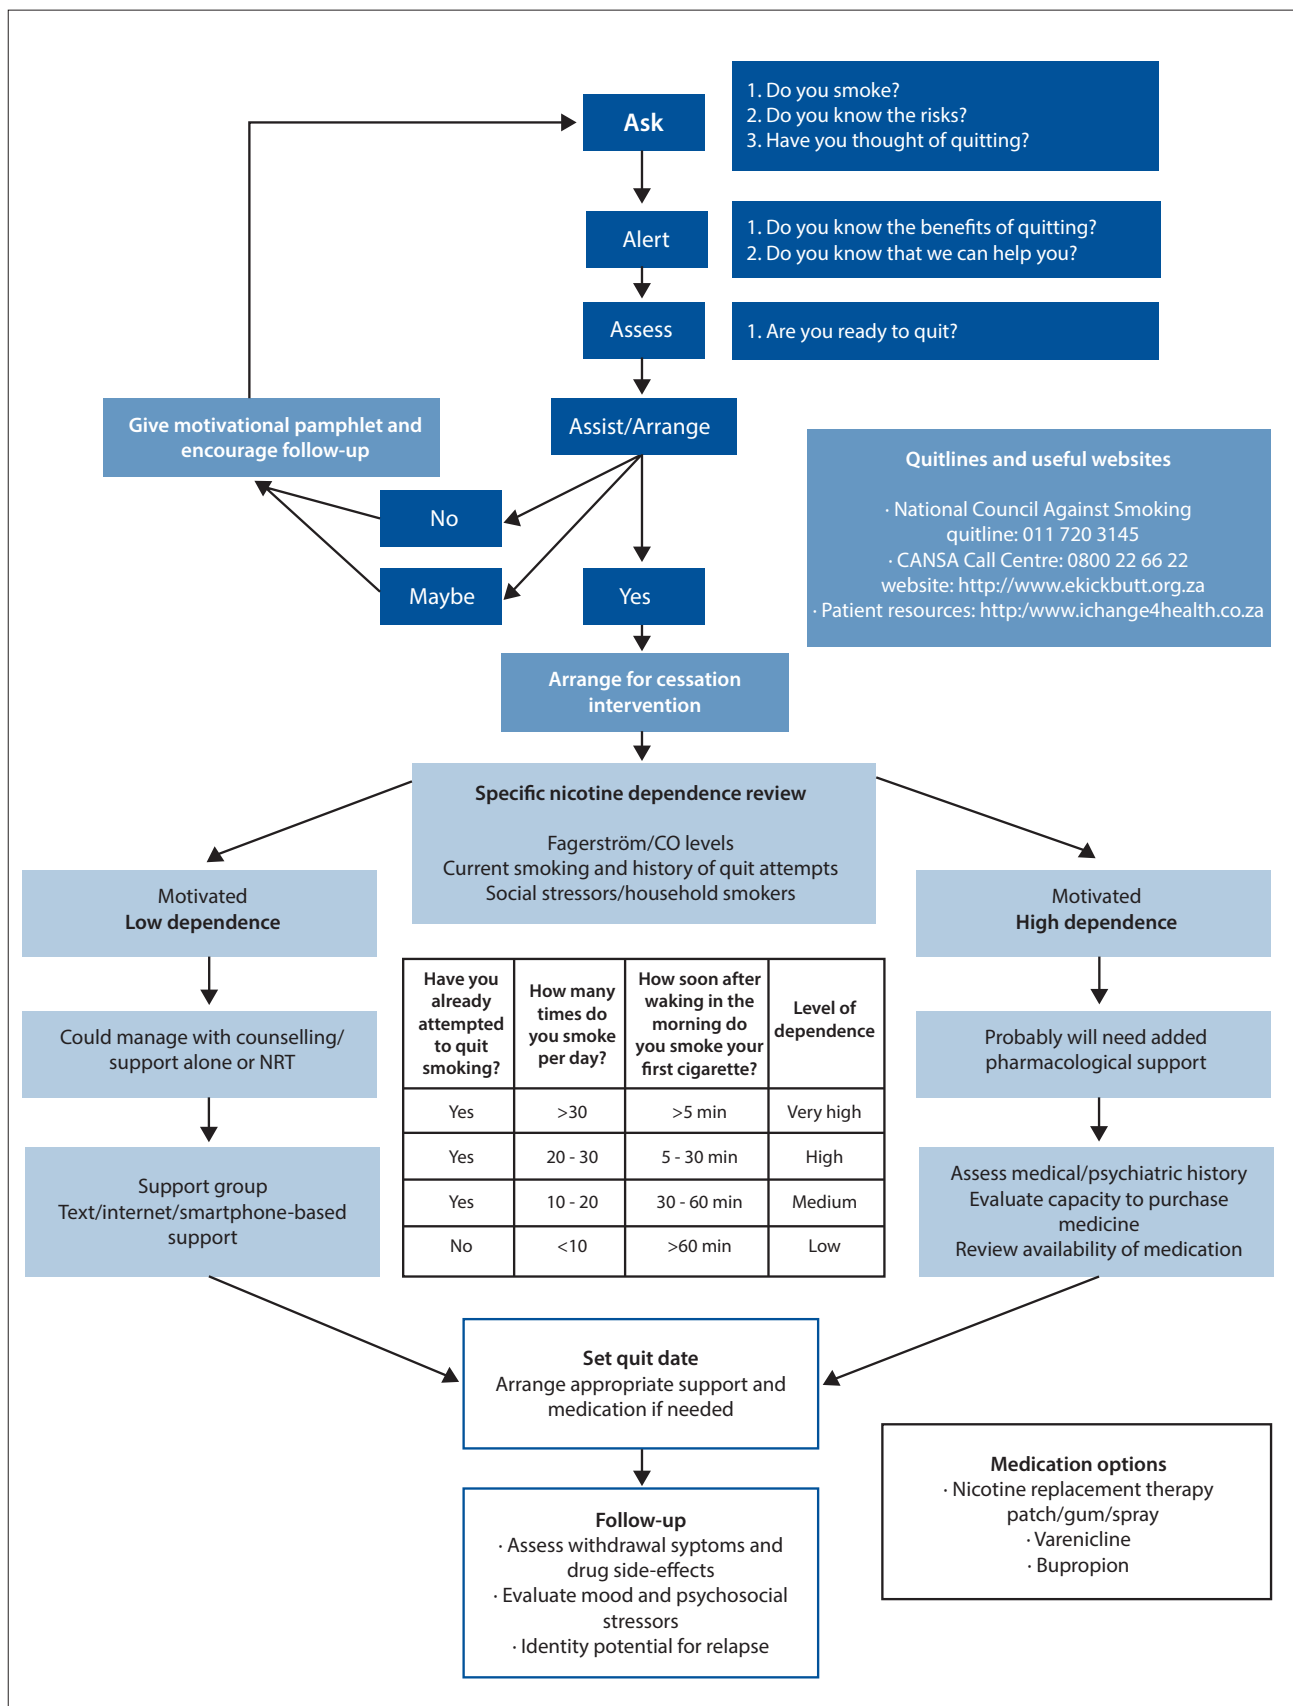 Ask
1. Do you smoke?
2. Do you know the risks?
3. Have you thought of quitting?
Alert
1. Do you know the benefits of quitting?
2. Do you know that we can help you?
Assess
1. Are you ready to quit?
Give motivational pamphlet and
encourage follow-up
Assist/Arrange
No
Maybe
Yes
Quitlines and useful websites
· National Council Against Smoking
quitline: 011 720 3145
· CANSA Call Centre: 0800 22 66 22
website: http://www.ekickbutt.org.za
· Patient resources: http:/www.ichange4health.co.za
Arrange for cessation
intervention
Specific nicotine dependence review
Fagerström/CO levels
Current smoking and history of quit attempts
Social stressors/household smokers
Motivated
Low dependence
Could manage with counselling/
support alone or NRT
Support group
Text/internet/smartphone-based
support
Have you
already
attempted
to quit
smoking?
How many
times do
you smoke
per day?
How soon after
waking in the
morning do
you smoke your
first cigarette?
Level of
dependence
Yes >30 >5 min Very high
Yes 20 - 30 5 - 30 min High
Yes 10 - 20 30 - 60 min Medium
No <10 >60 min Low
Motivated
High dependence
Probably will need added
pharmacological support
Assess medical/psychiatric history
Evaluate capacity to purchase
medicine
Review availability of medication
Set quit date
Arrange appropriate support and
medication if needed
Follow-up
· Assess withdrawal syptoms and
drug side-effects
· Evaluate mood and psychosocial
stressors
· Identity potential for relapse
Medication options
· Nicotine replacement therapy
patch/gum/spray
· Varenicline
· Bupropion